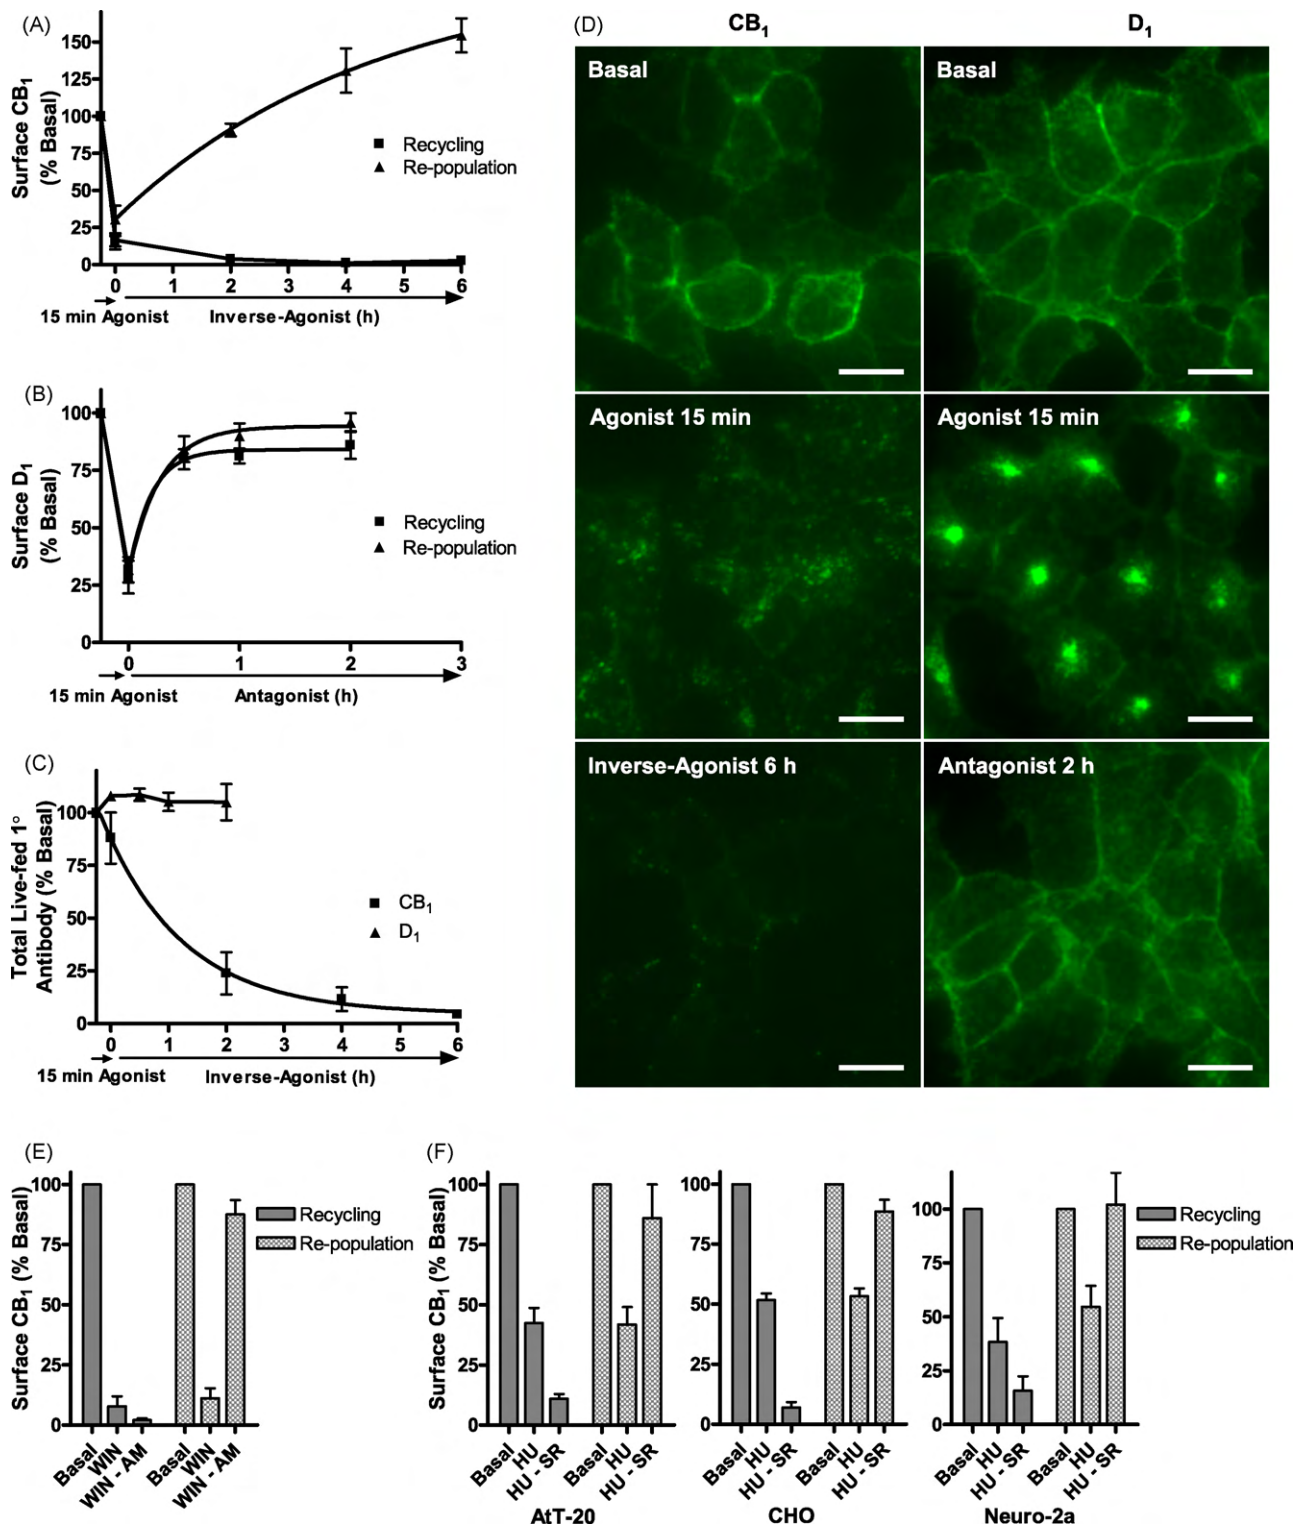 (A)
Surface CB1
(% Basal)
150
125
100
75
50
25
0
Recycling
Re-population
0 1 2 3 4 5 6
15 min Agonist Inverse-Agonist (h)
(B)
Surface D1
(% Basal)
100
75
50
25
0
Recycling
Re-population
0 1 2 3
15 min Agonist Antagonist (h)
(C)
Total Live-fed 1°
Antibody (% Basal)
100
75
50
25
0
CB1
D1
0 1 2 3 4 5 6
15 min Agonist Inverse-Agonist (h)
(D)
CB1 D1
Basal Basal
Agonist 15 min Agonist 15 min
Inverse-Agonist 6 h Antagonist 2 h
(E)
Surface CB1 (% Basal)
100
75
50
25
0
Recycling
Re-population
Basal WIN WIN - AM Basal WIN WIN - AM
(F)
Surface CB1 (% Basal)
100
75
50
25
0
Basal HU HU - SR Basal HU HU - SR
AtT-20
100
75
50
25
0
Basal HU HU - SR Basal HU HU - SR
CHO
100
75
50
25
0
Basal HU HU - SR Basal HU HU - SR
Neuro-2a
Recycling
Re-population